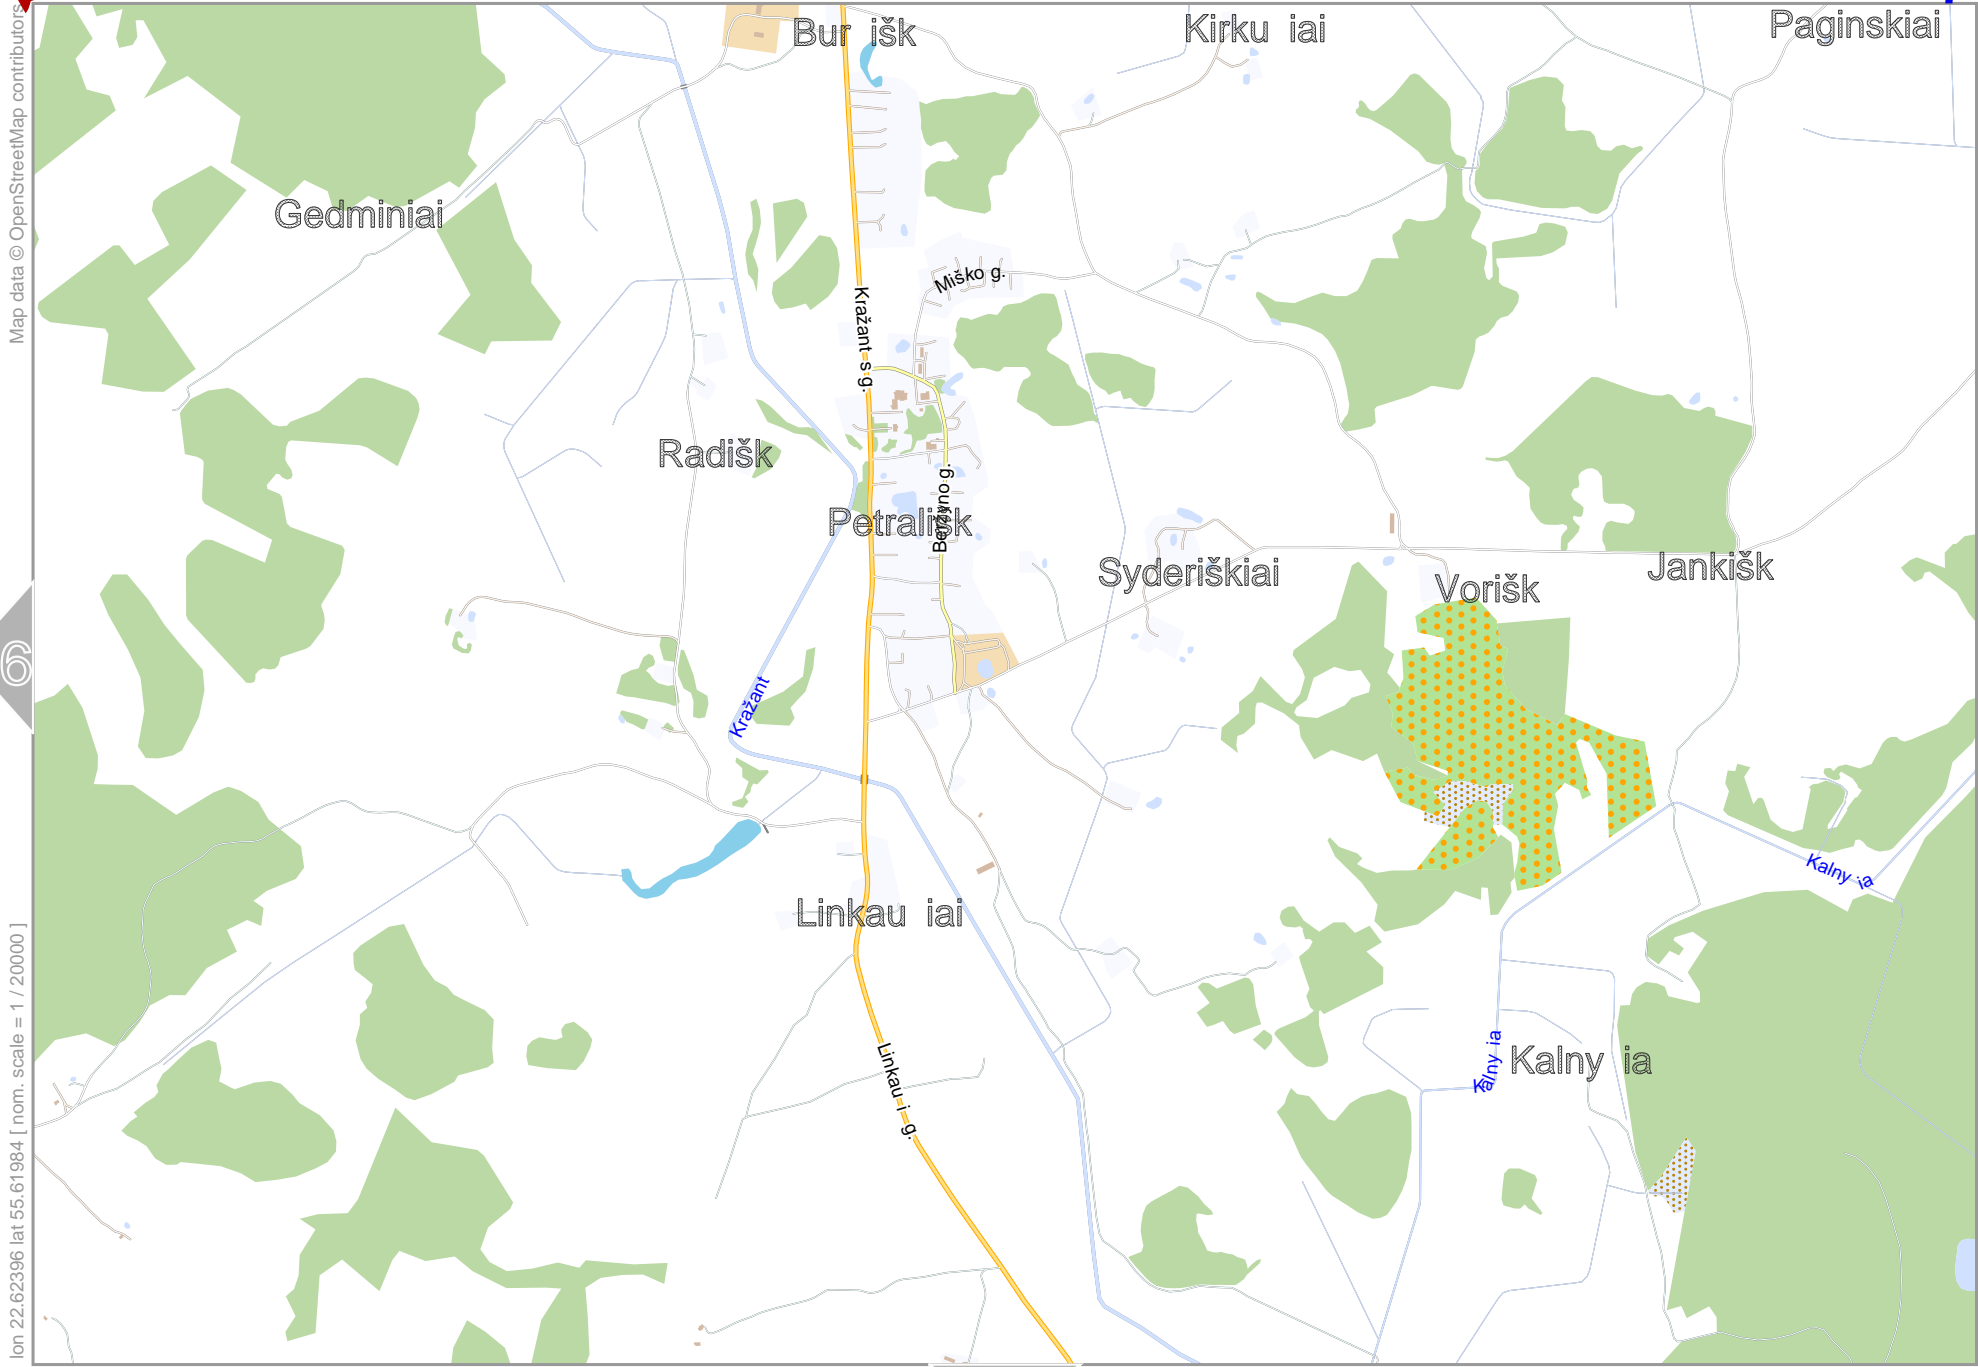 Map data © OpenStreetMap contributors
Bur išk
Kirku iai
Paginskiai
Gedminiai
Miško g.
Kražant s g.
Radišk
Petrališk
Syderiškiai
Vorišk
Jankišk
6
Kražant
Kalny ia
Linkau iai
Kalny ia
Kalny ia
Linkau i g.
lon 22.62396 lat 55.61984 [ nom. scale = 1 / 20000 ]